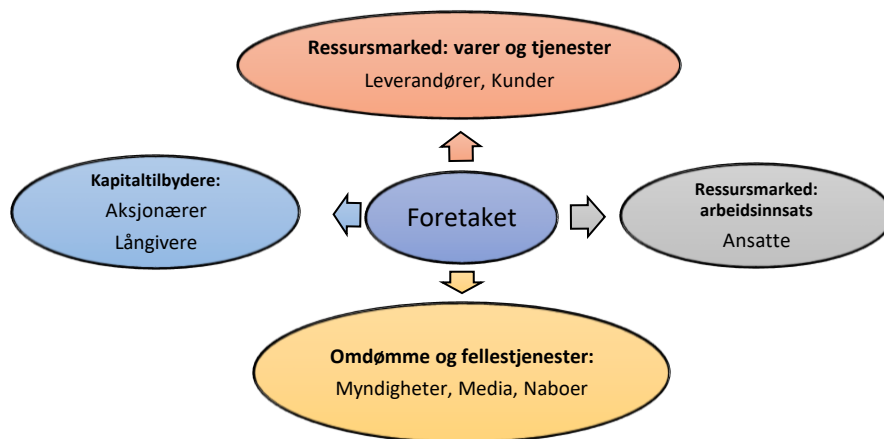 Ressursmarked: varer og tjenester
Leverandører, Kunder
Kapitaltilbydere:
Aksjonærer
Långivere
Foretaket
Ressursmarked:
arbeidsinnsats
Ansatte
Omdømme og fellestjenester:
Myndigheter, Media, Naboer